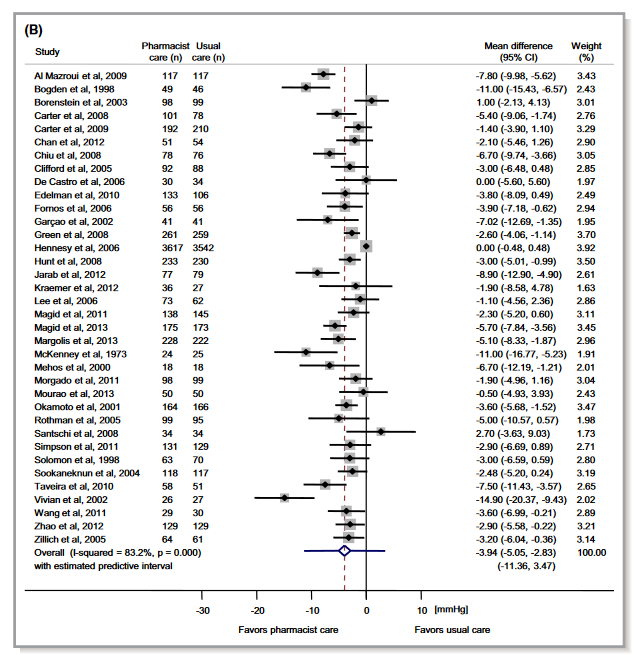 (B)
Study Pharmacist care (n) Usual care (n) Mean difference (95% CI) Weight (%)
Al Mazroui et al, 2009 117 117 -7.80 (-9.98, -5.62) 3.43
Bogden et al, 1998 49 46 -11.00 (-15.43, -6.57) 2.43
Borenstein et al, 2003 98 99 1.00 (-2.13, 4.13) 3.01
Carter et al, 2008 101 78 -5.40 (-9.06, -1.74) 2.76
Carter et al, 2009 192 210 -1.40 (-3.90, 1.10) 3.29
Chan et al, 2012 51 54 -2.10 (-5.46, 1.26) 2.90
Chiu et al, 2008 78 76 -6.70 (-9.74, -3.66) 3.05
Clifford et al, 2005 92 88 -3.00 (-6.48, 0.48) 2.85
De Castro et al, 2006 30 34 0.00 (-5.60, 5.60) 1.97
Edelman et al, 2010 133 106 -3.80 (-8.09, 0.49) 2.49
Fornos et al, 2006 56 56 -3.90 (-7.18, -0.62) 2.94
Garçao et al, 2002 41 41 -7.02 (-12.69, -1.35) 1.95
Green et al, 2008 261 259 -2.60 (-4.06, -1.14) 3.70
Hennesy et al, 2006 3617 3542 0.00 (-0.48, 0.48) 3.92
Hunt et al, 2008 233 230 -3.00 (-5.01, -0.99) 3.50
Jarab et al, 2012 77 79 -8.90 (-12.90, -4.90) 2.61
Kraemer et al, 2012 36 27 -1.90 (-8.58, 4.78) 1.63
Lee et al, 2006 73 62 -1.10 (-4.56, 2.36) 2.86
Magid et al, 2011 138 145 -2.30 (-5.20, 0.60) 3.11
Magid et al, 2013 175 173 -5.70 (-7.84, -3.56) 3.45
Margolis et al, 2013 228 222 -5.10 (-8.33, -1.87) 2.96
McKenney et al, 1973 24 25 -11.00 (-16.77, -5.23) 1.91
Mehos et al, 2000 18 18 -6.70 (-12.19, -1.21) 2.01
Morgado et al, 2011 98 99 -1.90 (-4.96, 1.16) 3.04
Mourao et al, 2013 50 50 -0.50 (-4.93, 3.93) 2.43
Okamoto et al, 2001 164 166 -3.60 (-5.68, -1.52) 3.47
Rothman et al, 2005 99 95 -5.00 (-10.57, 0.57) 1.98
Santschi et al, 2008 34 34 2.70 (-3.63, 9.03) 1.73
Simpson et al, 2011 131 129 -2.90 (-6.69, 0.89) 2.71
Solomon et al, 1998 63 70 -3.00 (-6.59, 0.59) 2.80
Sookaneknun et al, 2004 118 117 -2.48 (-5.20, 0.24) 3.19
Taveira et al, 2010 58 51 -7.50 (-11.43, -3.57) 2.65
Vivian et al, 2002 26 27 -14.90 (-20.37, -9.43) 2.02
Wang et al, 2011 29 30 -3.60 (-6.99, -0.21) 2.89
Zhao et al, 2012 129 129 -2.90 (-5.58, -0.22) 3.21
Zillich et al, 2005 64 61 -3.20 (-6.04, -0.36) 3.14
Overall (I-squared = 83.2%, p = 0.000) -3.94 (-5.05, -2.83) 100.00
with estimated predictive interval (-11.36, 3.47)
-30 -20 -10 0 [mmHg] 10
Favors pharmacist care Favors usual care